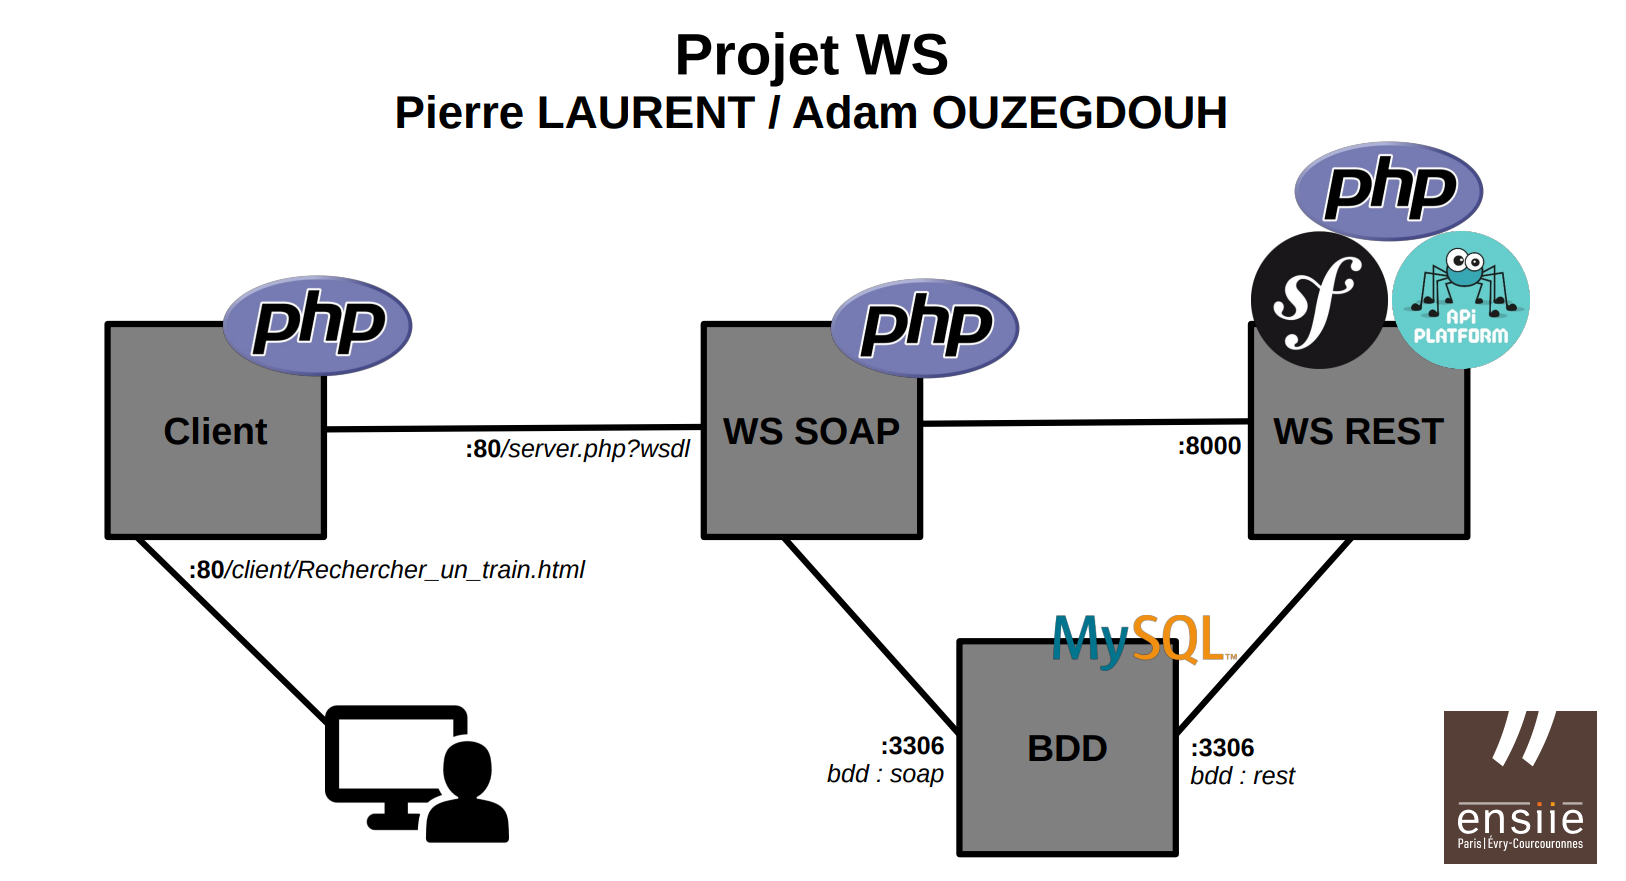 Projet WS
Pierre LAURENT / Adam OUZEGDOUH
php
php
php
sf
API
PLATFORM
Client
:80/server.php?wsdl
WS SOAP
:8000
WS REST
:80/client/Rechercher_un_train.html
MySQL™
BDD
:3306
bdd : soap
:3306
bdd : rest
ensiie
Paris | Évry-Courcouronnes